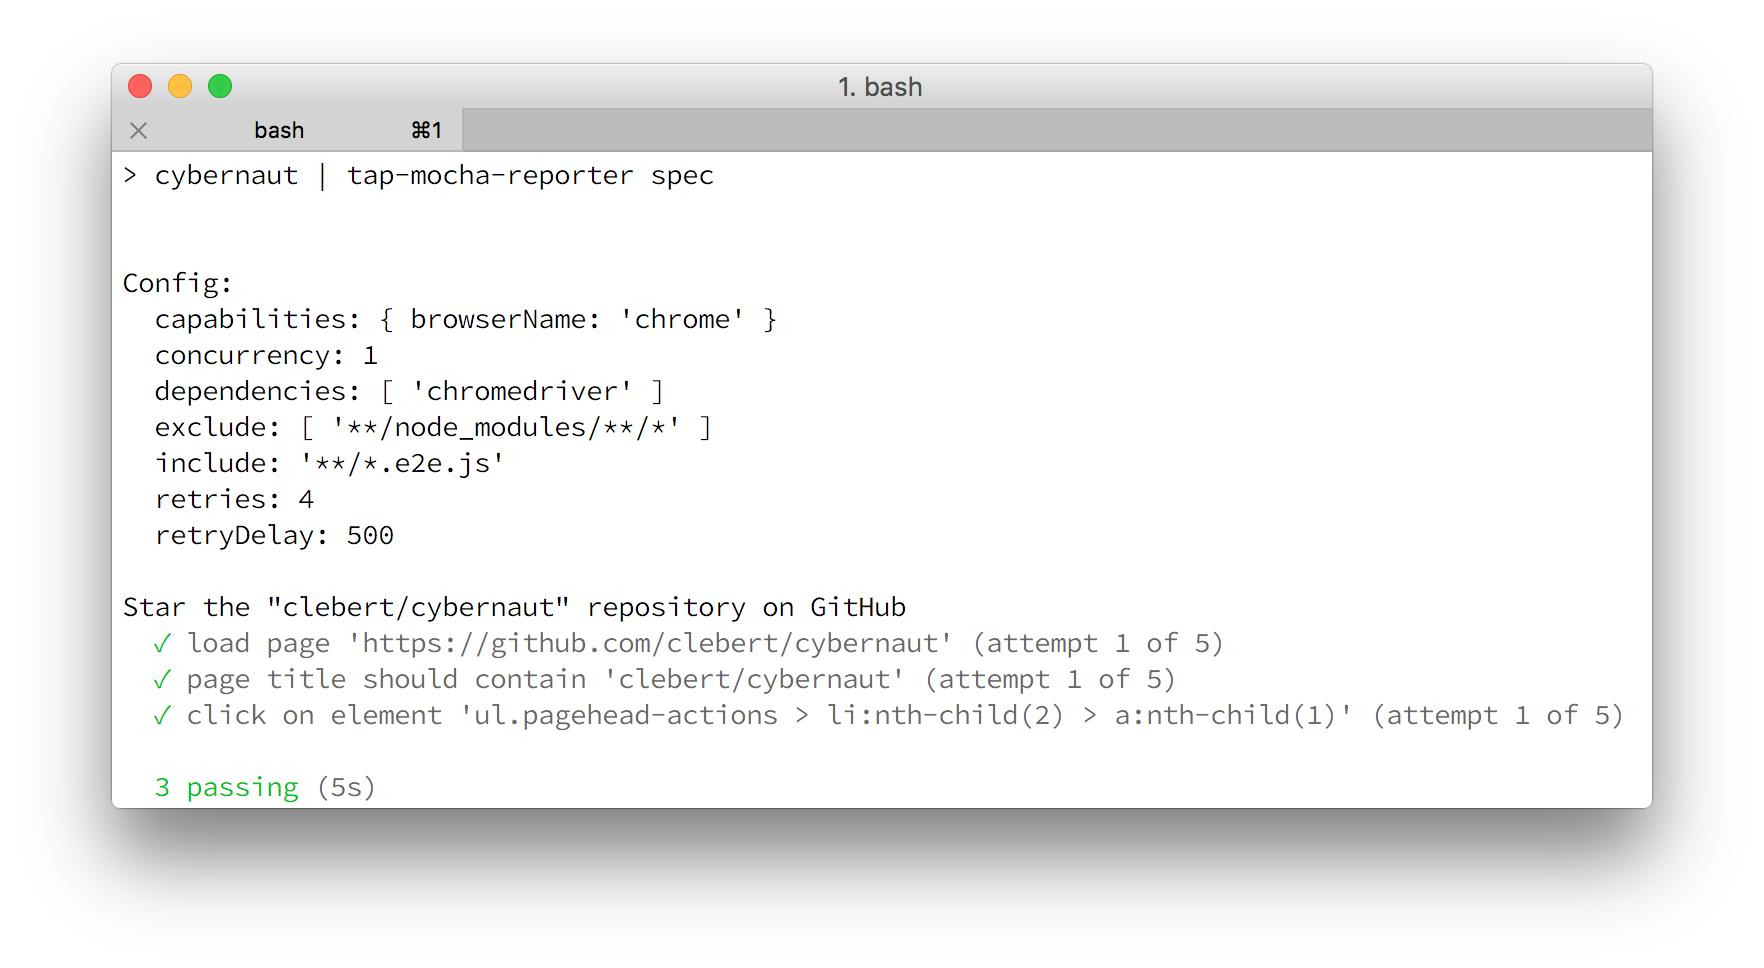 1. bash
bash ⌘1
> cybernaut | tap-mocha-reporter spec
Config:
  capabilities: { browserName: 'chrome' }
  concurrency: 1
  dependencies: [ 'chromedriver' ]
  exclude: [ '**/node_modules/**/*' ]
  include: '**/*.e2e.js'
  retries: 4
  retryDelay: 500
Star the "clebert/cybernaut" repository on GitHub
  ✓ load page 'https://github.com/clebert/cybernaut' (attempt 1 of 5)
  ✓ page title should contain 'clebert/cybernaut' (attempt 1 of 5)
  ✓ click on element 'ul.pagehead-actions > li:nth-child(2) > a:nth-child(1)' (attempt 1 of 5)
  3 passing (5s)